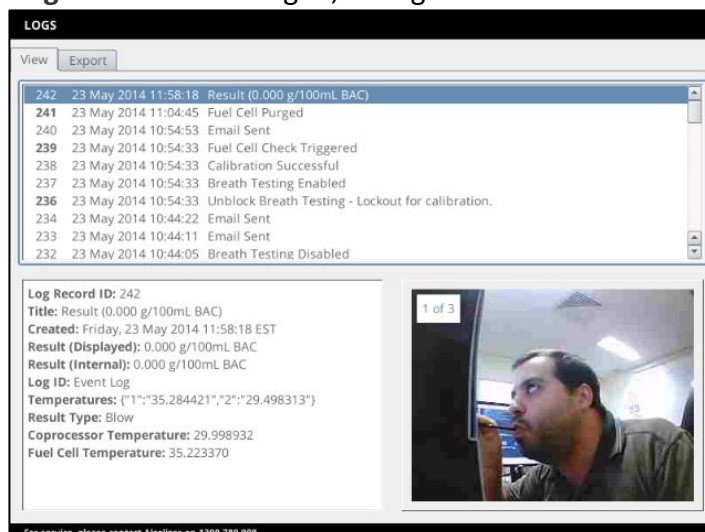 LOGS
View Export
242 23 May 2014 11:58:18 Result (0.000 g/100mL BAC)
241 23 May 2014 11:04:45 Fuel Cell Purged
240 23 May 2014 10:54:53 Email Sent
239 23 May 2014 10:54:33 Fuel Cell Check Triggered
238 23 May 2014 10:54:33 Calibration Successful
237 23 May 2014 10:54:33 Breath Testing Enabled
236 23 May 2014 10:54:33 Unblock Breath Testing - Lockout for calibration.
234 23 May 2014 10:44:22 Email Sent
233 23 May 2014 10:44:11 Email Sent
232 23 May 2014 10:44:05 Breath Testing Disabled
Log Record ID: 242
Title: Result (0.000 g/100mL BAC)
Created: Friday, 23 May 2014 11:58:18 EST
Result (Displayed): 0.000 g/100mL BAC
Result (Internal): 0.000 g/100mL BAC
Log ID: Event Log
Temperatures: {"1":"35.284421","2":"29.498313"}
Result Type: Blow
Coprocessor Temperature: 29.998932
Fuel Cell Temperature: 35.223370
1 of 3
For service, please contact